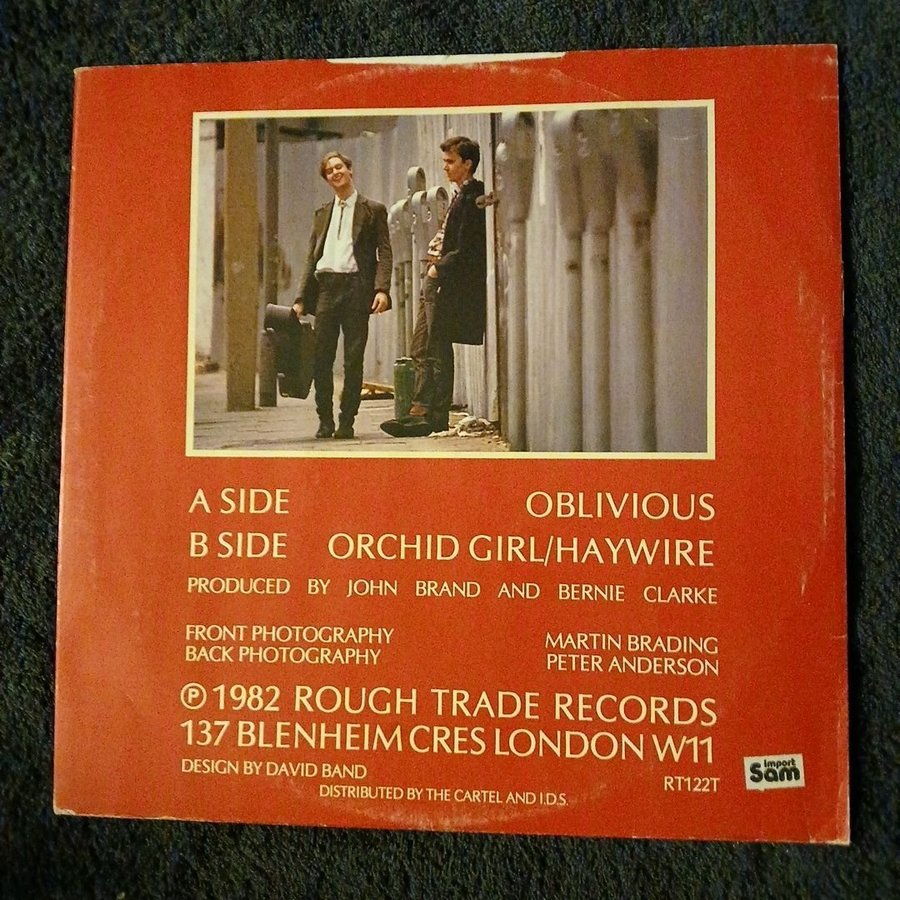 A SIDE OBLIVIOUS
B SIDE ORCHID GIRL/HAYWIRE
PRODUCED BY JOHN BRAND AND BERNIE CLARKE
FRONT PHOTOGRAPHY MARTIN BRADING
BACK PHOTOGRAPHY PETER ANDERSON
Ⓟ 1982 ROUGH TRADE RECORDS
137 BLENHEIM CRES LONDON W11
DESIGN BY DAVID BAND RT122T
DISTRIBUTED BY THE CARTEL AND I.D.S.
Import
Sam